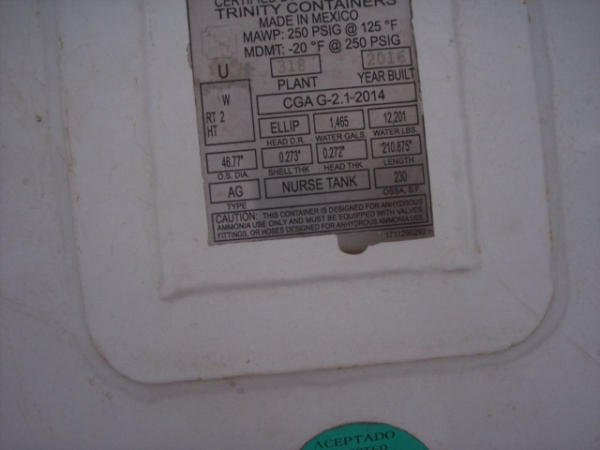 TRINITY CONTAINERS
MADE IN MEXICO
MAWP: 250 PSIG @ 125 °F
MDMT: -20 °F @ 250 PSIG
U 318 2016
PLANT YEAR BUILT
W
RT 2
HT
CGA G-2.1-2014
ELLIP 1,465 12,201
HEAD D.R. WATER GALS. WATER LBS.
46.77" 0.273" 0.272" 210.875"
O.S. DIA. SHELL THK HEAD THK LENGTH
AG NURSE TANK 230
TYPE OSSA, S.F.
CAUTION: THIS CONTAINER IS DESIGNED FOR ANHYDROUS
AMMONIA USE ONLY AND MUST BE EQUIPPED WITH VALVES,
FITTINGS, OR HOSES DESIGNED FOR ANHYDROUS AMMONIA USE.
ACEPTADO